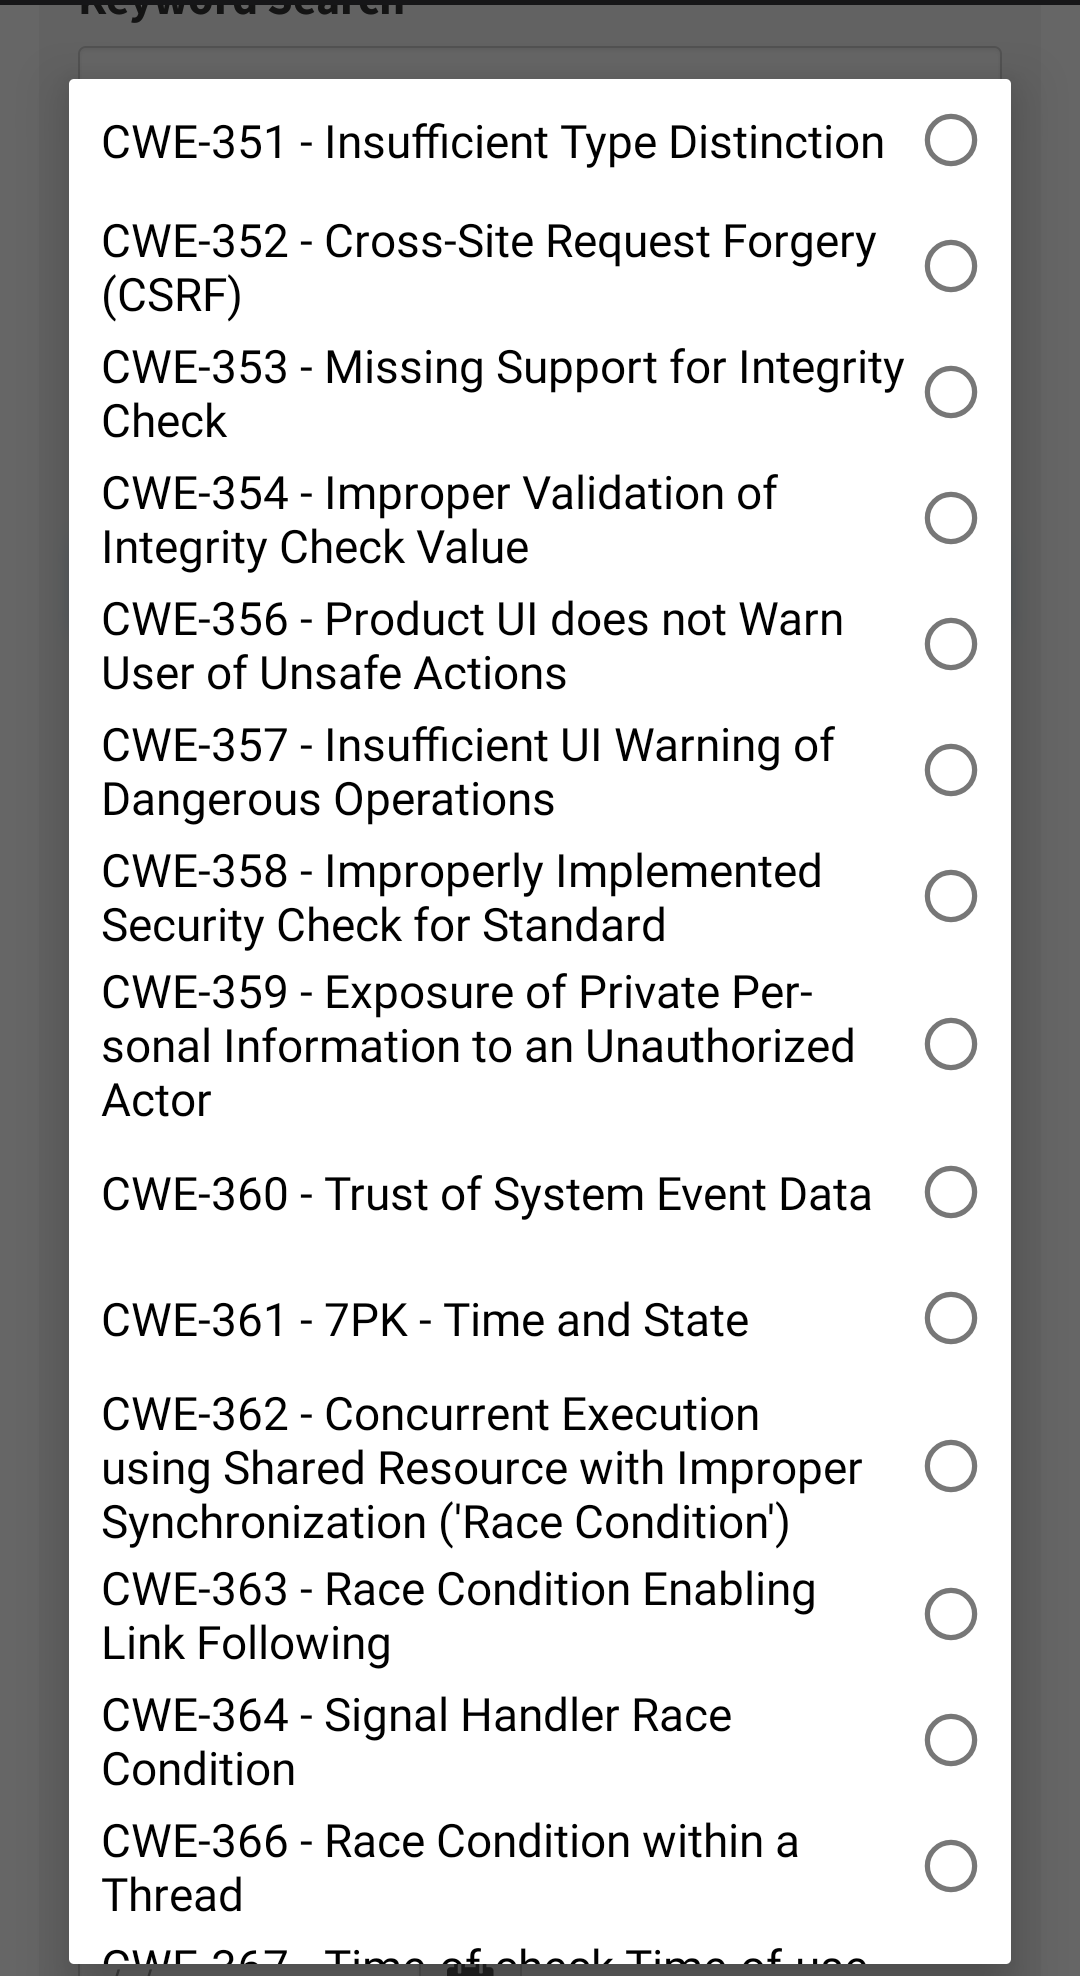 Keyword Search
CWE-351 - Insufficient Type Distinction
CWE-352 - Cross-Site Request Forgery
(CSRF)
CWE-353 - Missing Support for Integrity
Check
CWE-354 - Improper Validation of
Integrity Check Value
CWE-356 - Product UI does not Warn
User of Unsafe Actions
CWE-357 - Insufficient UI Warning of
Dangerous Operations
CWE-358 - Improperly Implemented
Security Check for Standard
CWE-359 - Exposure of Private Per-
sonal Information to an Unauthorized
Actor
CWE-360 - Trust of System Event Data
CWE-361 - 7PK - Time and State
CWE-362 - Concurrent Execution
using Shared Resource with Improper
Synchronization ('Race Condition')
CWE-363 - Race Condition Enabling
Link Following
CWE-364 - Signal Handler Race
Condition
CWE-366 - Race Condition within a
Thread
CWE-367 - Time-of-check Time-of-use